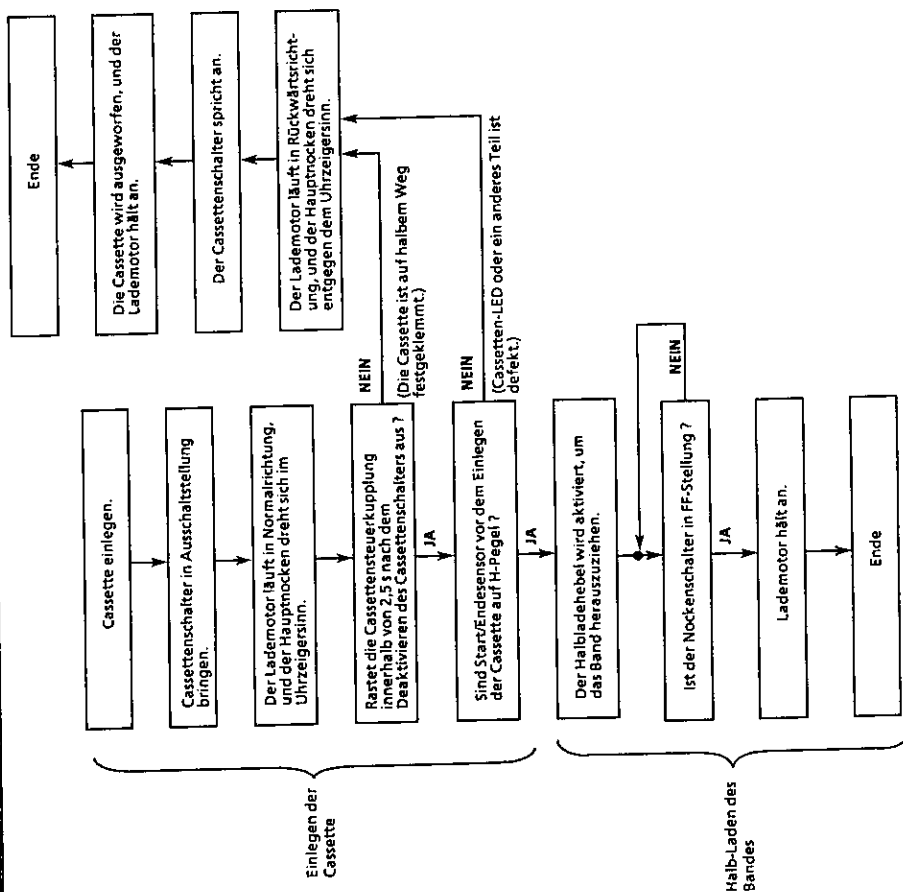 Einlegen der
Cassette
Cassette einlegen.
Cassettenschalter in Ausschaltstellung
bringen.
Der Lademotor läuft in Normalrichtung,
und der Hauptnocken dreht sich im
Uhrzeigersinn.
Rastet die Cassettensteuerkupplung
innerhalb von 2,5 s nach dem
Deaktivieren des Cassettenschalters aus ?
NEIN
(Die Cassette ist auf halbem Weg
festgeklemmt.)
JA
Sind Start/Endesensor vor dem Einlegen
der Cassette auf H-Pegel ?
NEIN
(Cassetten-LED oder ein anderes Teil ist
defekt.)
JA
Halb-Laden des
Bandes
Der Halbladehebel wird aktiviert, um
das Band herauszuziehen.
Ist der Nockenschalter in FF-Stellung ?
NEIN
JA
Lademotor hält an.
Ende
Der Lademotor läuft in Rückwärtsricht-
ung, und der Hauptnocken dreht sich
entgegen dem Uhrzeigersinn.
Der Cassettenschalter spricht an.
Die Cassette wird ausgeworfen, und der
Lademotor hält an.
Ende